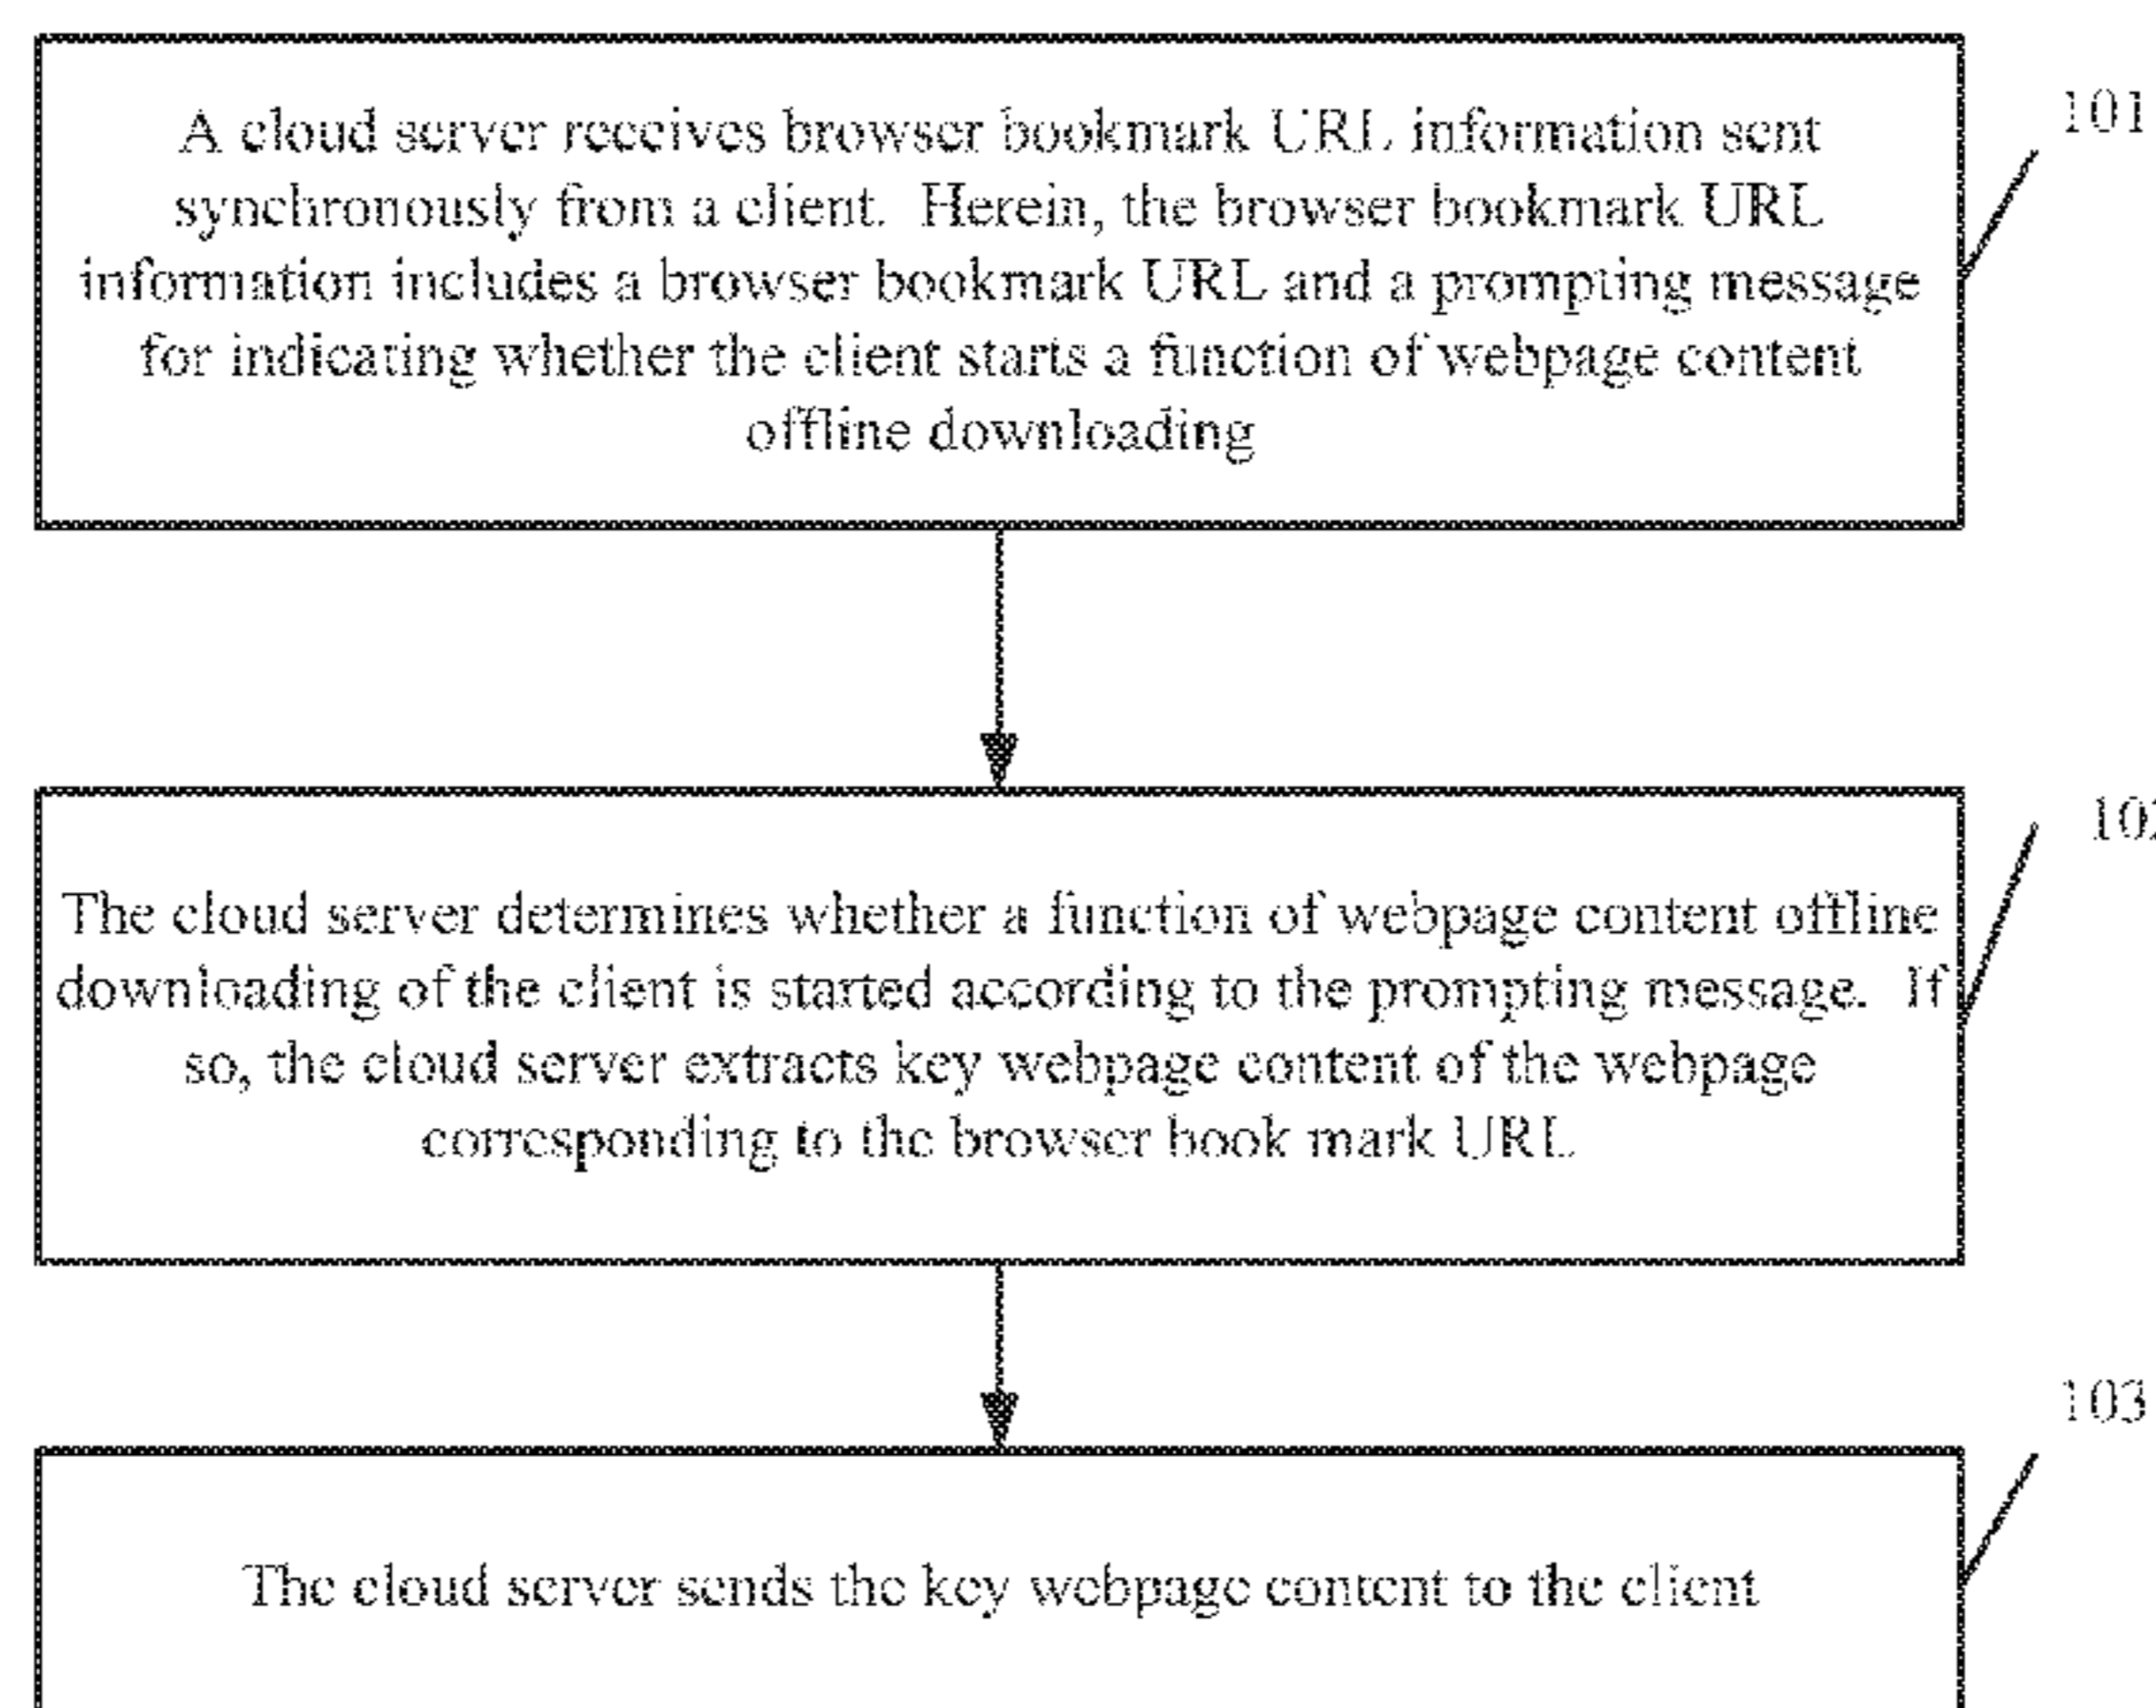 A cloud server receives browser bookmark URL information sent
101
synchronously from a client. Herein, the browser bookmark URL
information includes a browser bookmark URL and a prompting message
for indicating whether the client starts a function of webpage content
offline downloading
102
The cloud server determines whether a function of webpage content offline
downloading of the client is started according to the prompting message. If
so, the cloud server extracts key webpage content of the webpage
corresponding to the browser book mark URL
103
The cloud server sends the key webpage content to the client